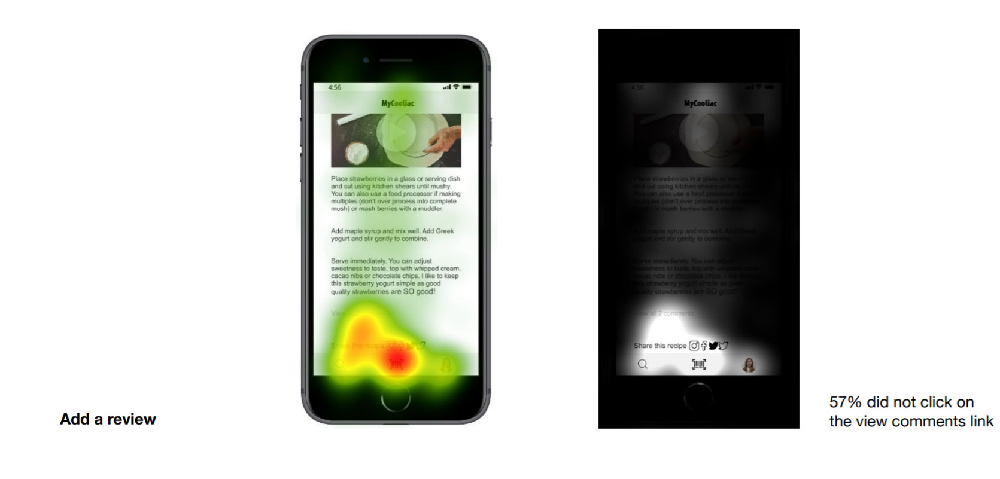 4:56
MyCooliac
Place strawberries in a glass or serving dish
and cut using kitchen shears until mushy.
You can also use a food processor if making
multiples (don't over process into complete
mush) or mash berries with a muddler.
Add maple syrup and mix well. Add Greek
yogurt and stir gently to combine.
Serve immediately. You can adjust
sweetness to taste, top with whipped cream,
cacao nibs or chocolate chips. I like to keep
this strawberry yogurt simple as good
quality strawberries are SO good!
View
Share this recipe
4:56
MyCooliac
Place strawberries in a glass or serving dish
and cut using kitchen shears until mushy.
You can also use a food processor if making
multiples (don't over process into complete
mush) or mash berries with a muddler.
Add maple syrup and mix well. Add Greek
yogurt and stir gently to combine.
Serve immediately. You can adjust
sweetness to taste, top with whipped cream,
cacao nibs or chocolate chips. I like to keep
this strawberry yogurt simple as good
quality strawberries are SO good!
View all 2 comments
Share this recipe
Add a review
57% did not click on
the view comments link